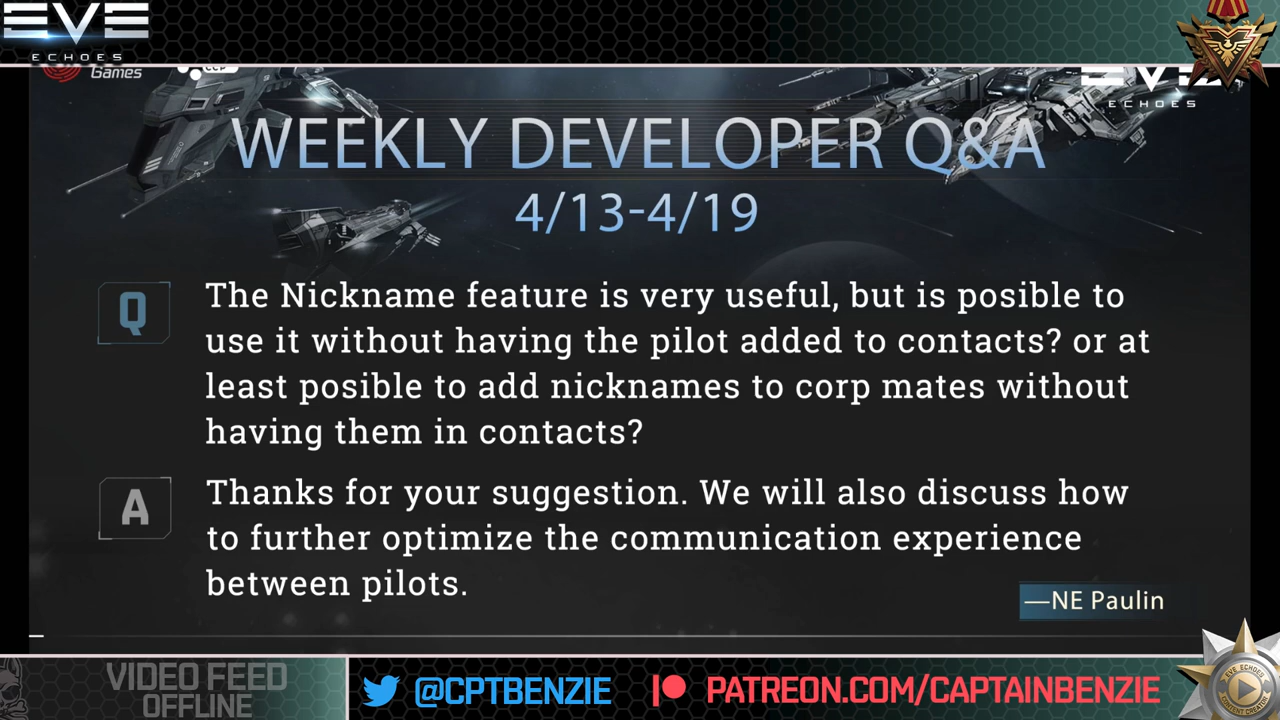 EVE
ECHOES
Games
EVE
ECHOES
WEEKLY DEVELOPER Q&A
4/13-4/19
Q
The Nickname feature is very useful, but is posible to
use it without having the pilot added to contacts? or at
least posible to add nicknames to corp mates without
having them in contacts?
A
Thanks for your suggestion. We will also discuss how
to further optimize the communication experience
between pilots.
—NE Paulin
VIDEO FEED
OFFLINE
@CPTBENZIE
PATREON.COM/CAPTAINBENZIE
EVE ECHOES